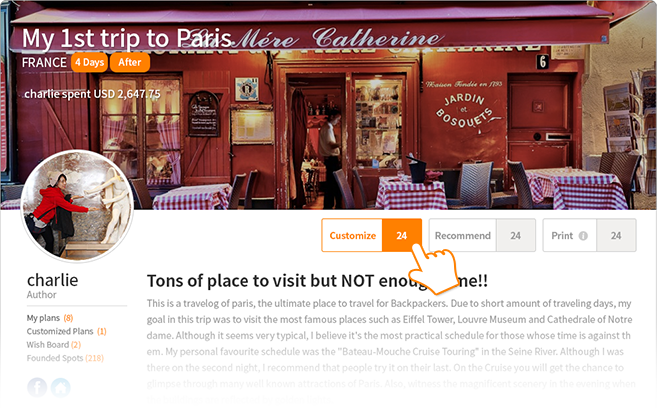 My 1st trip to Paris
La Mére Catherine
FRANCE 4 Days After
6
charlie spent USD 2,647.75
Maison Fondée en 1793
JARDIN
et
BOSQUETS
Customize 24 Recommend 24 Print 24
charlie
Author
My plans (8)
Customized Plans (1)
Wish Board (2)
Founded Spots (216)
Tons of place to visit but NOT enough time!!
This is a travelog of paris, the ultimate place to travel for Backpackers. Due to short amount of traveling days, my
goal in this trip was to visit the most famous places such as Eiffel Tower, Louvre Museum and Cathedrale of Notre
dame. Although it seems very typical, I believe it's the most practical schedule for those whose time is against th
em. My personal favourite schedule was the "Bateau-Mouche Cruise Touring" in the Seine River. Although I was
there on the second night, I recommend that people try it on their last. On the Cruise you will get the chance to
glimpse through many well known attractions of Paris. Also, witness the magnificent scenery in the evening when